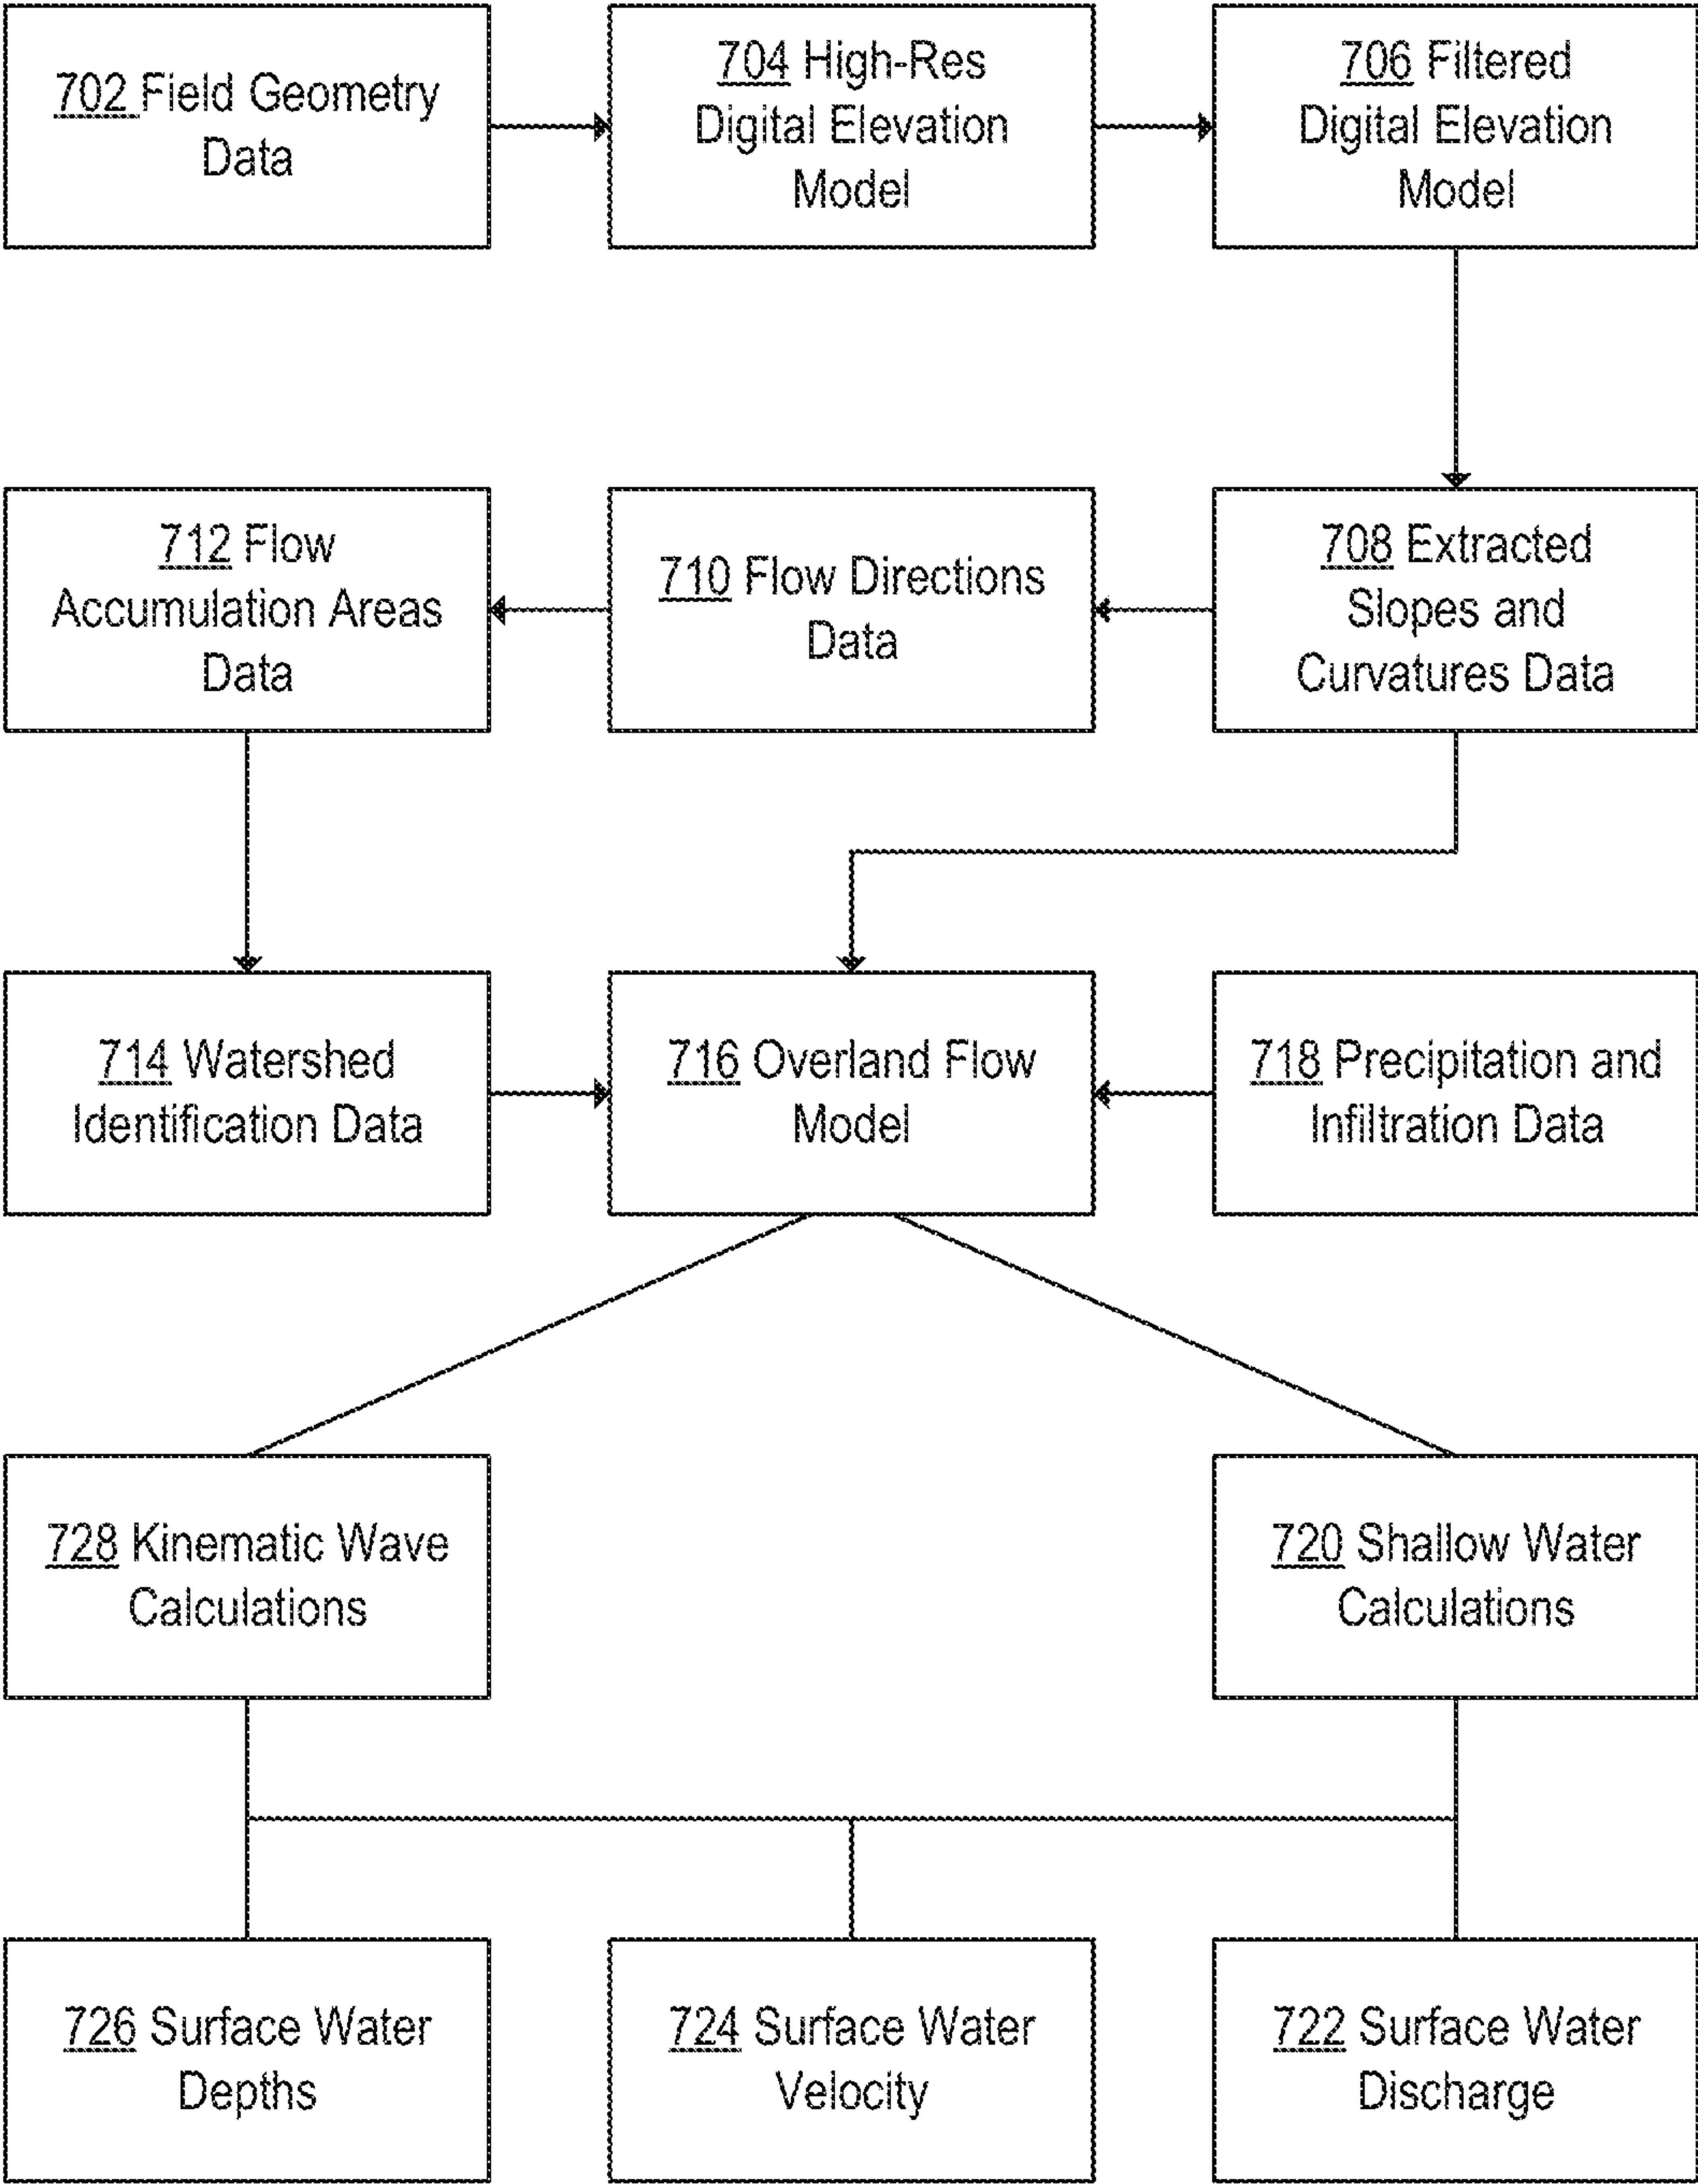 702 Field Geometry
Data
704 High-Res
Digital Elevation
Model
706 Filtered
Digital Elevation
Model
712 Flow
Accumulation Areas
Data
710 Flow Directions
Data
708 Extracted
Slopes and
Curvatures Data
714 Watershed
Identification Data
716 Overland Flow
Model
718 Precipitation and
Infiltration Data
728 Kinematic Wave
Calculations
720 Shallow Water
Calculations
726 Surface Water
Depths
724 Surface Water
Velocity
722 Surface Water
Discharge